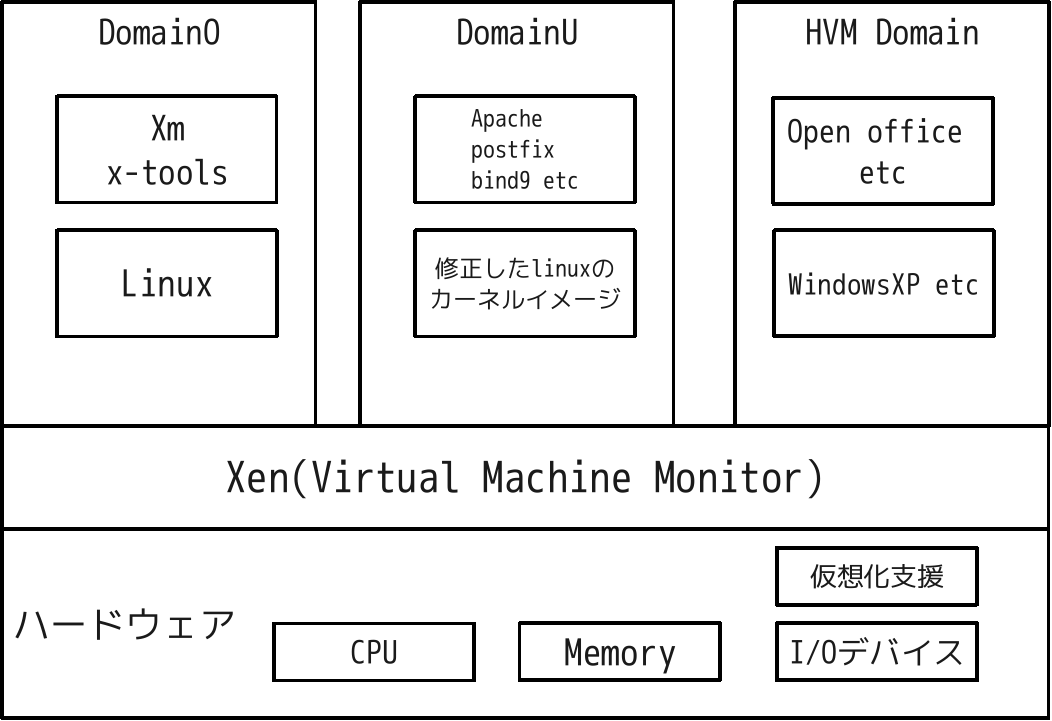 Domain0
Xm
x-tools
Linux
DomainU
Apache
postfix
bind9 etc
修正したlinuxの
カーネルイメージ
HVM Domain
Open office
etc
WindowsXP etc
Xen(Virtual Machine Monitor)
ハードウェア
CPU
Memory
仮想化支援
I/Oデバイス